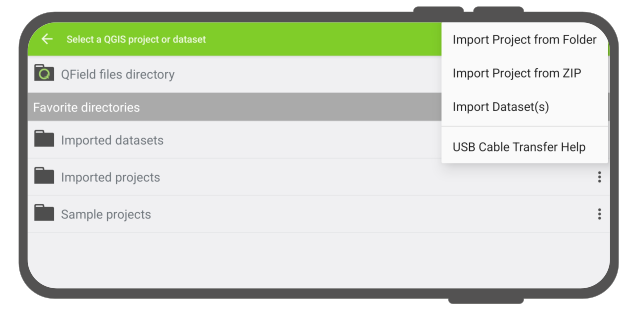 Select a QGIS project or dataset
QField files directory
Favorite directories
Imported datasets
Imported projects
Sample projects
Import Project from Folder
Import Project from ZIP
Import Dataset(s)
USB Cable Transfer Help